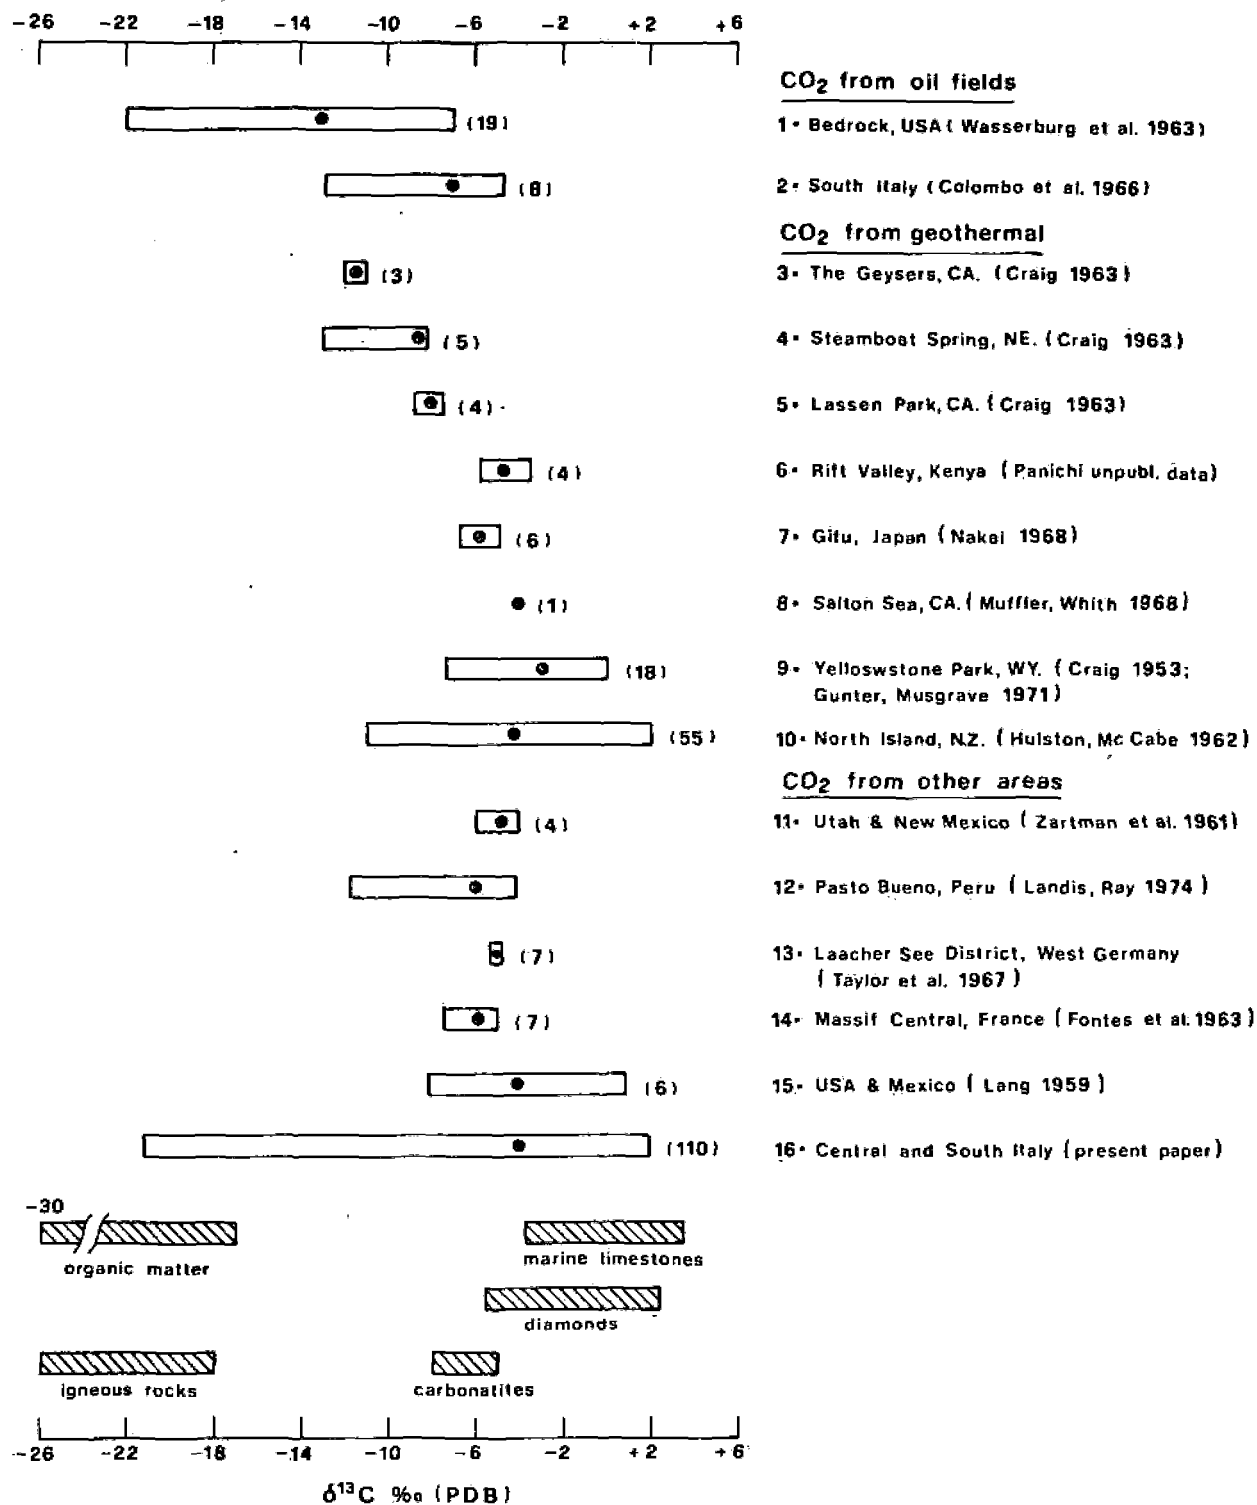 -26 -22 -18 -14 -10 -6 -2 +2 +6
CO₂ from oil fields
(19) 1- Bedrock, USA ( Wasserburg et al. 1963)
(8) 2- South Italy (Colombo et al. 1966)
CO₂ from geothermal
(3) 3- The Geysers, CA. (Craig 1963)
(5) 4- Steamboat Spring, NE. (Craig 1963)
(4) 5- Lassen Park, CA. (Craig 1963)
(4) 6- Rift Valley, Kenya (Panichi unpubl. data)
(6) 7- Gifu, Japan (Nakai 1968)
(1) 8- Salton Sea, CA. (Muffler, Whith 1968)
(18) 9- Yelloswstone Park, WY. (Craig 1953;
Gunter, Musgrave 1971)
(55) 10- North Island, N.Z. (Hulston, Mc Cabe 1962)
CO₂ from other areas
(4) 11- Utah & New Mexico (Zartman et al. 1961)
12- Pasto Bueno, Peru (Landis, Ray 1974)
(7) 13- Laacher See District, West Germany
(Taylor et al. 1967)
(7) 14- Massif Central, France (Fontes et al. 1963)
(6) 15- USA & Mexico (Lang 1959)
(110) 16- Central and South Italy (present paper)
-30
organic matter
marine limestones
diamonds
igneous rocks
carbonatites
-26 -22 -18 -14 -10 -6 -2 +2 +6
δ¹³C ‰ (PDB)